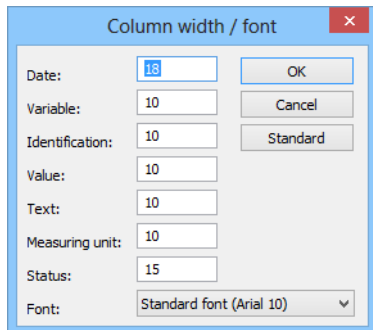 Column width / font
Date: 18 OK
Variable: 10 Cancel
Identification: 10 Standard
Value: 10
Text: 10
Measuring unit: 10
Status: 15
Font: Standard font (Arial 10)